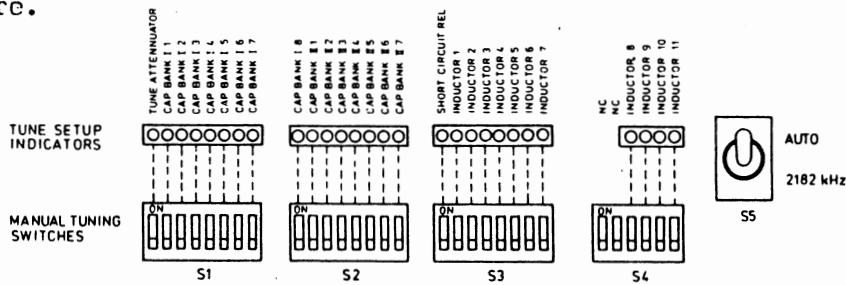 re.
TUNE ATTENNUATOR
CAP BANK I 1
CAP BANK I 2
CAP BANK I 3
CAP BANK I 4
CAP BANK I 5
CAP BANK I 6
CAP BANK I 7
CAP BANK I 8
CAP BANK II 1
CAP BANK II 2
CAP BANK II 3
CAP BANK II 4
CAP BANK II 5
CAP BANK II 6
CAP BANK II 7
SHORT CIRCUIT REL
INDUCTOR 1
INDUCTOR 2
INDUCTOR 3
INDUCTOR 4
INDUCTOR 5
INDUCTOR 6
INDUCTOR 7
NC
NC
INDUCTOR 8
INDUCTOR 9
INDUCTOR 10
INDUCTOR 11
TUNE SETUP
INDICATORS
AUTO
2182 kHz
S5
MANUAL TUNING
SWITCHES
ON
ON
ON
ON
S1
S2
S3
S4